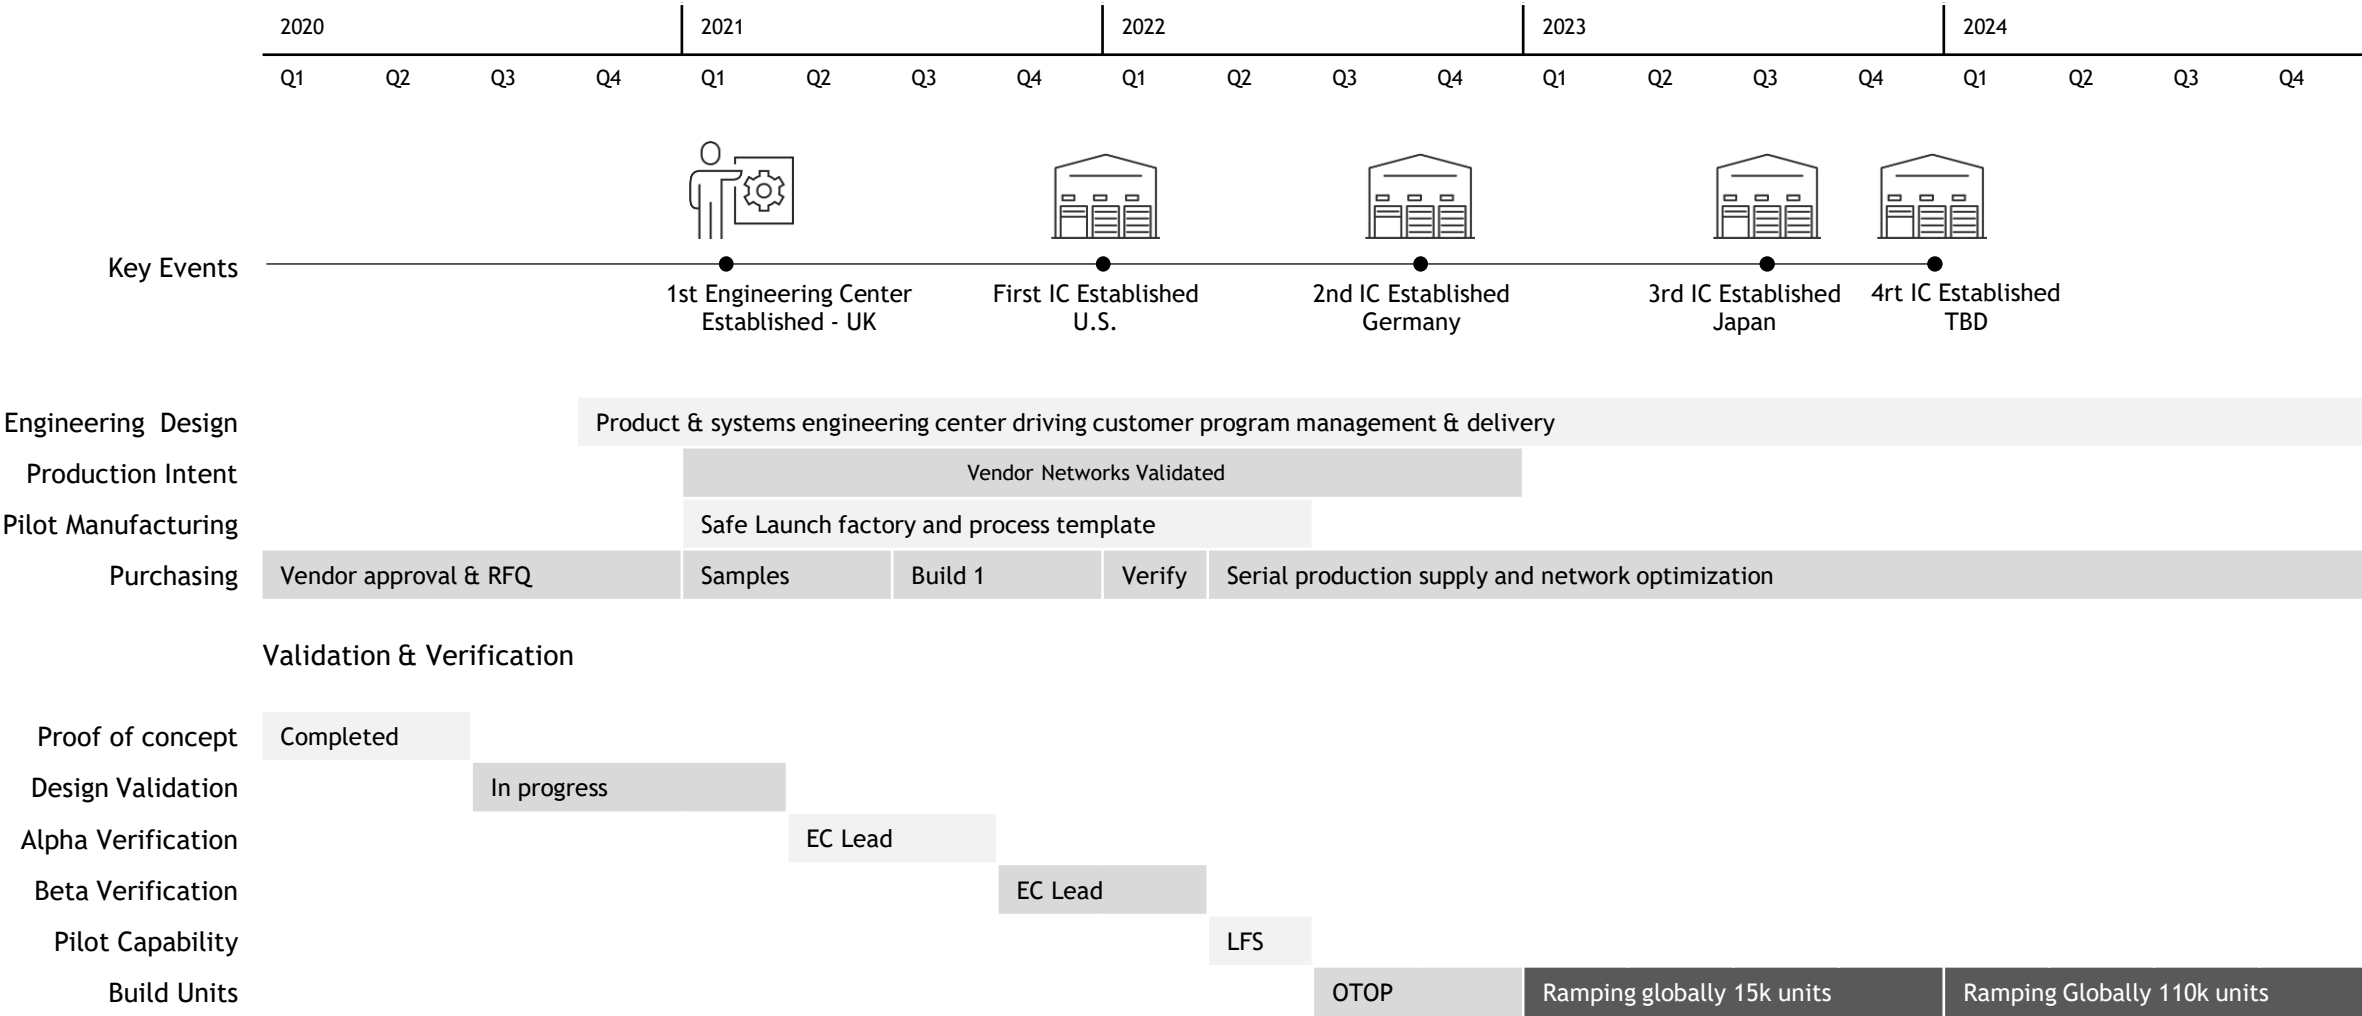 2020 2021 2022 2023 2024
Q1 Q2 Q3 Q4 Q1 Q2 Q3 Q4 Q1 Q2 Q3 Q4 Q1 Q2 Q3 Q4 Q1 Q2 Q3 Q4
Key Events
1st Engineering Center
Established - UK
First IC Established
U.S.
2nd IC Established
Germany
3rd IC Established
Japan
4rt IC Established
TBD
Engineering  Design
Product & systems engineering center driving customer program management & delivery
Production Intent
Vendor Networks Validated
Pilot Manufacturing
Safe Launch factory and process template
Purchasing
Vendor approval & RFQ
Samples
Build 1
Verify
Serial production supply and network optimization
Validation & Verification
Proof of concept
Completed
Design Validation
In progress
Alpha Verification
EC Lead
Beta Verification
EC Lead
Pilot Capability
LFS
Build Units
OTOP
Ramping globally 15k units
Ramping Globally 110k units